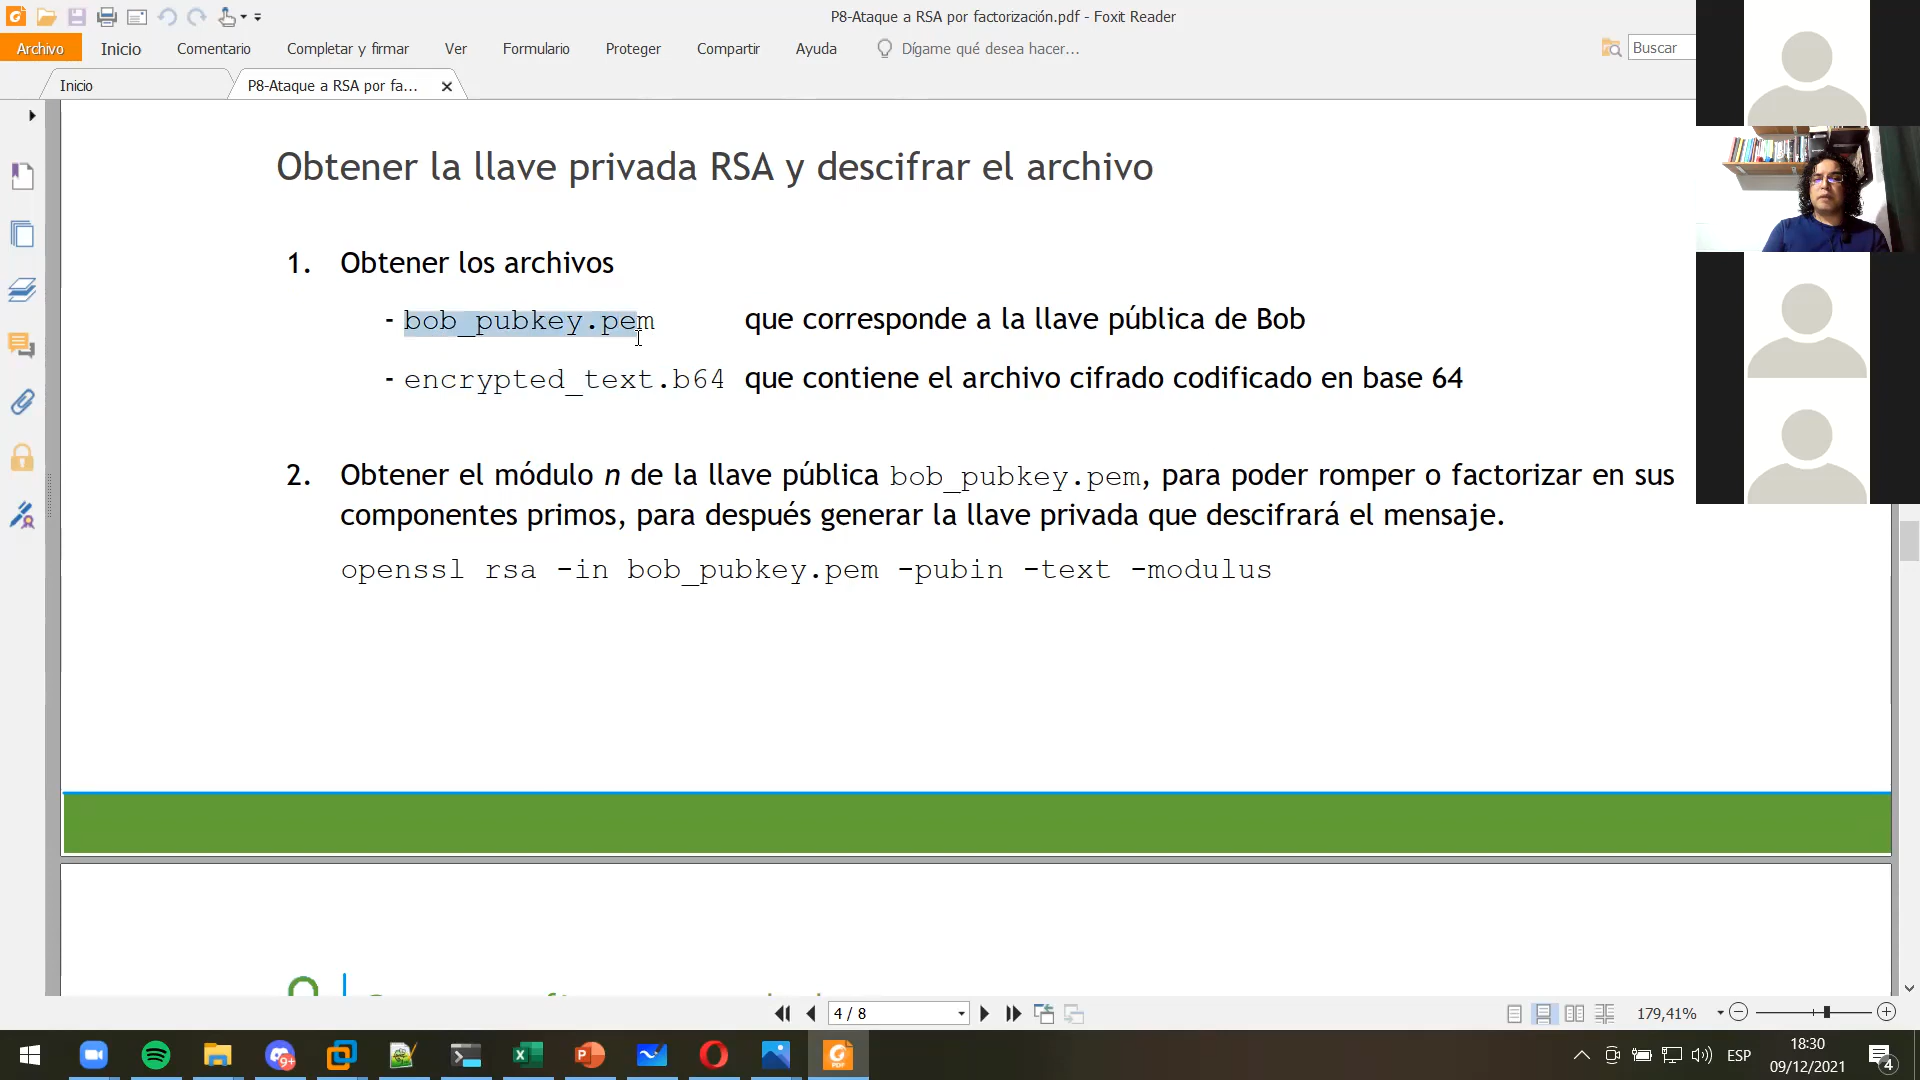 P8-Ataque a RSA por factorización.pdf - Foxit Reader
Archivo Inicio Comentario Completar y firmar Ver Formulario Proteger Compartir Ayuda Dígame qué desea hacer... Buscar
Inicio P8-Ataque a RSA por fa...
Obtener la llave privada RSA y descifrar el archivo
1. Obtener los archivos
- bob_pubkey.pem que corresponde a la llave pública de Bob
- encrypted_text.b64 que contiene el archivo cifrado codificado en base 64
2. Obtener el módulo n de la llave pública bob_pubkey.pem, para poder romper o factorizar en sus
componentes primos, para después generar la llave privada que descifrará el mensaje.
openssl rsa -in bob_pubkey.pem -pubin -text -modulus
4 / 8 179,41%
9+ ESP 18:30
09/12/2021 4